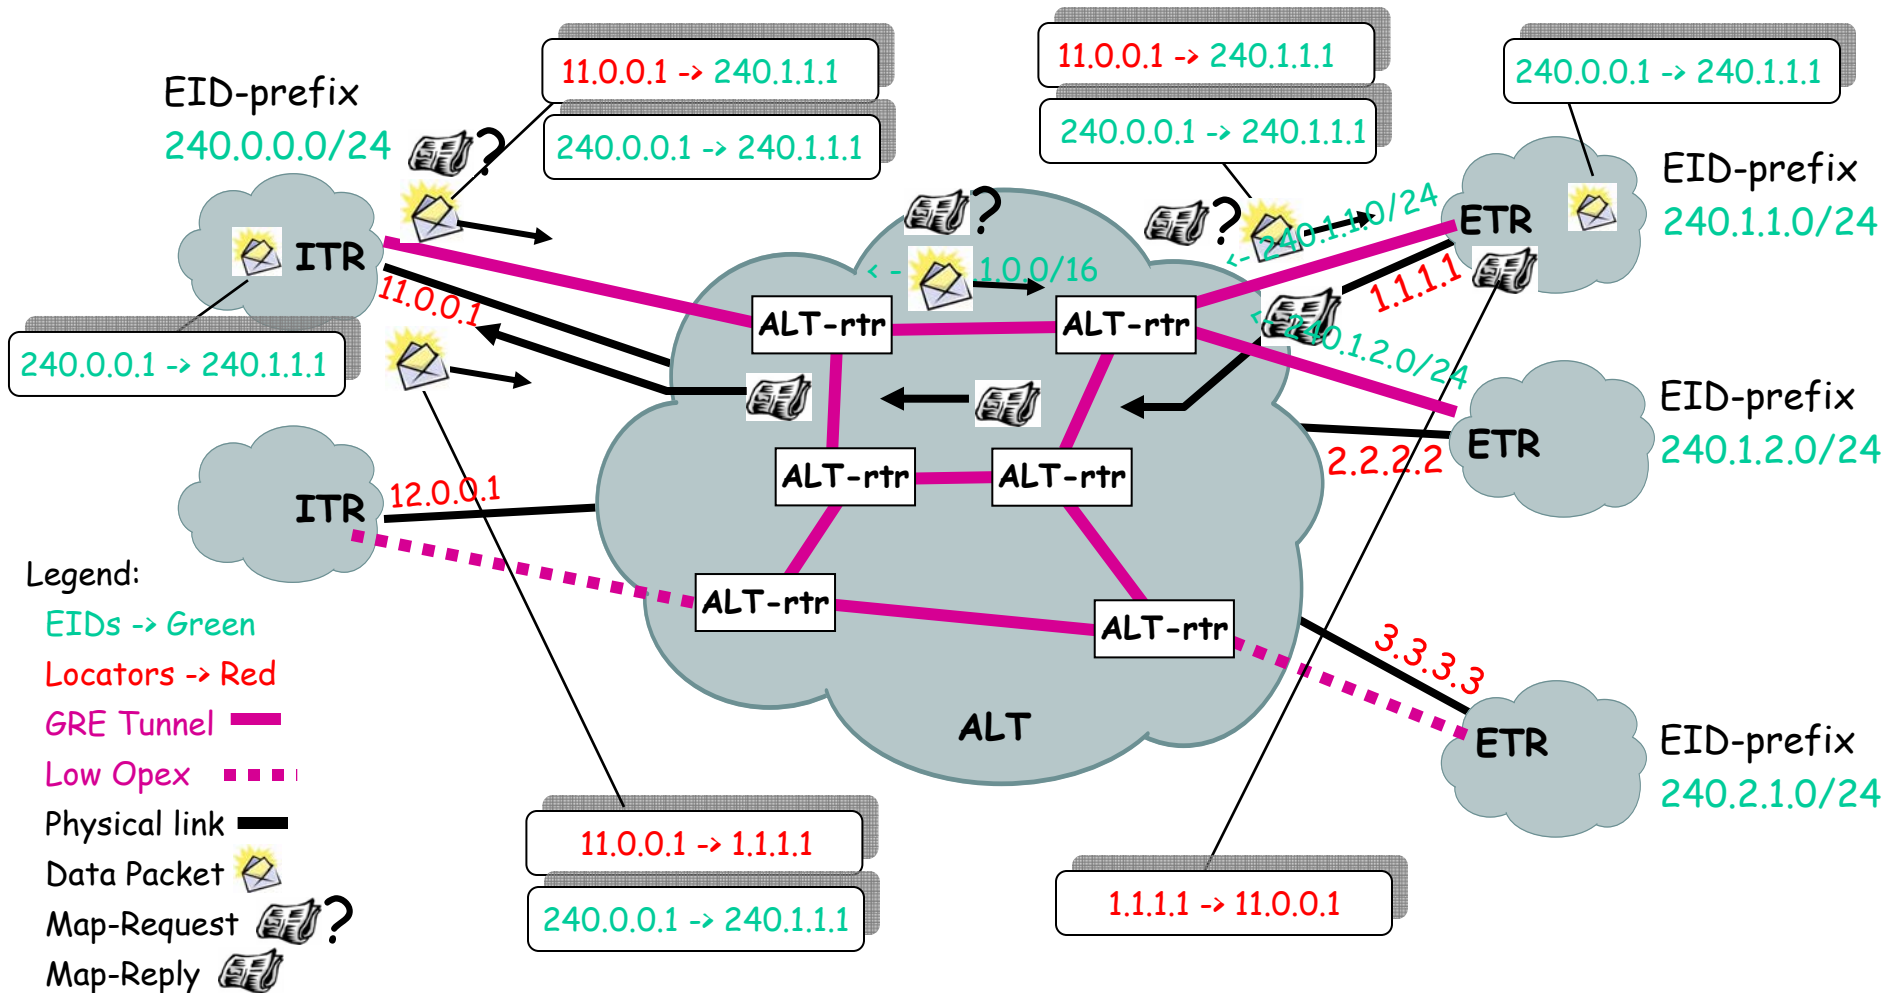 11.0.0.1 -> 240.1.1.1
240.0.0.1 -> 240.1.1.1
11.0.0.1 -> 240.1.1.1
240.0.0.1 -> 240.1.1.1
240.0.0.1 -> 240.1.1.1
EID-prefix
240.0.0.0/24
?
?
?
EID-prefix
240.1.1.0/24
ITR
11.0.0.1
240.0.0.1 -> 240.1.1.1
<- 1.0.0/16
<- 240.1.1.0/24
ETR
1.1.1.1
ALT-rtr
ALT-rtr
<- 240.1.2.0/24
EID-prefix
240.1.2.0/24
ETR
2.2.2.2
ALT-rtr
ALT-rtr
12.0.0.1
ITR
ALT-rtr
ALT-rtr
3.3.3.3
ETR
EID-prefix
240.2.1.0/24
ALT
Legend:
EIDs -> Green
Locators -> Red
GRE Tunnel
Low Opex
Physical link
Data Packet
Map-Request ?
Map-Reply
11.0.0.1 -> 1.1.1.1
240.0.0.1 -> 240.1.1.1
1.1.1.1 -> 11.0.0.1